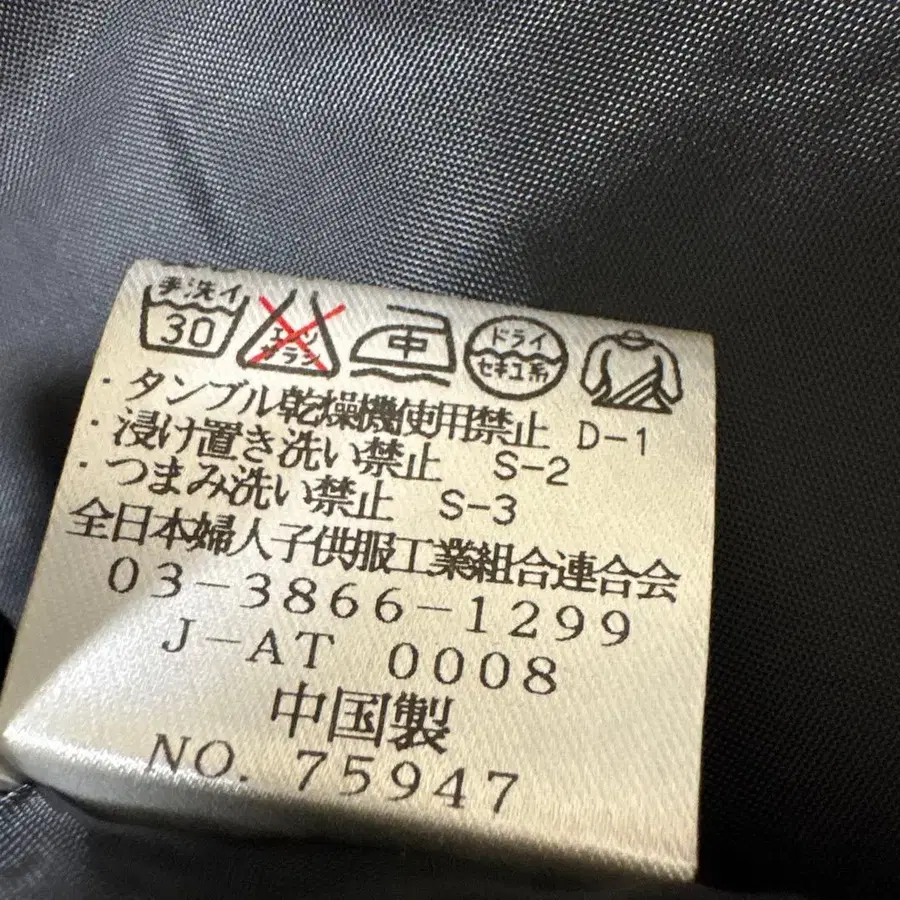 手洗イ 30 エンソ サラシ 中 ドライ セキユ系
・タンブル乾燥機使用禁止 D-1
・浸け置き洗い禁止 S-2
・つまみ洗い禁止 S-3
全日本婦人子供服工業組合連合会
03-3866-1299
J-AT 0008
中国製
NO. 75947